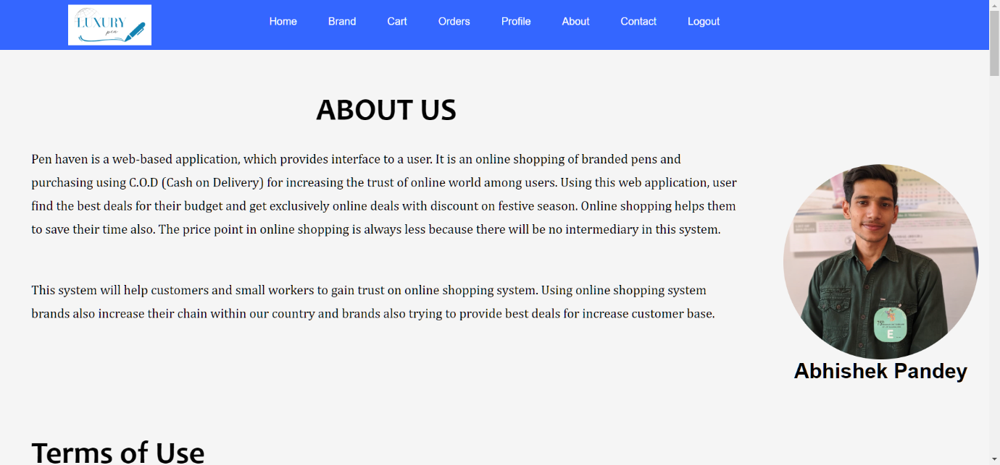 LUXURY
pen
Home Brand Cart Orders Profile About Contact Logout
ABOUT US
Pen haven is a web-based application, which provides interface to a user. It is an online shopping of branded pens and
purchasing using C.O.D (Cash on Delivery) for increasing the trust of online world among users. Using this web application, user
find the best deals for their budget and get exclusively online deals with discount on festive season. Online shopping helps them
to save their time also. The price point in online shopping is always less because there will be no intermediary in this system.
This system will help customers and small workers to gain trust on online shopping system. Using online shopping system
brands also increase their chain within our country and brands also trying to provide best deals for increase customer base.
75th
E
Abhishek Pandey
Terms of Use